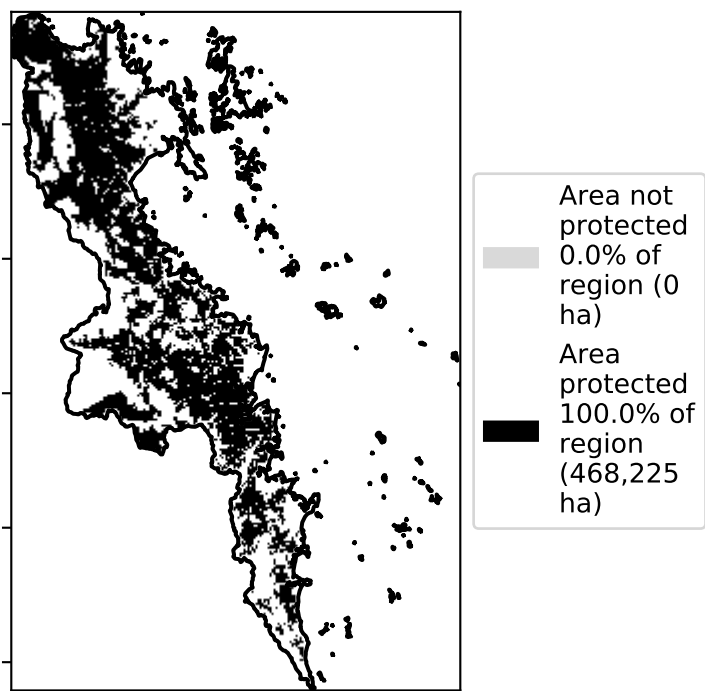 Area not
protected
0.0% of
region (0
ha)
Area
protected
100.0% of
region
(468,225
ha)